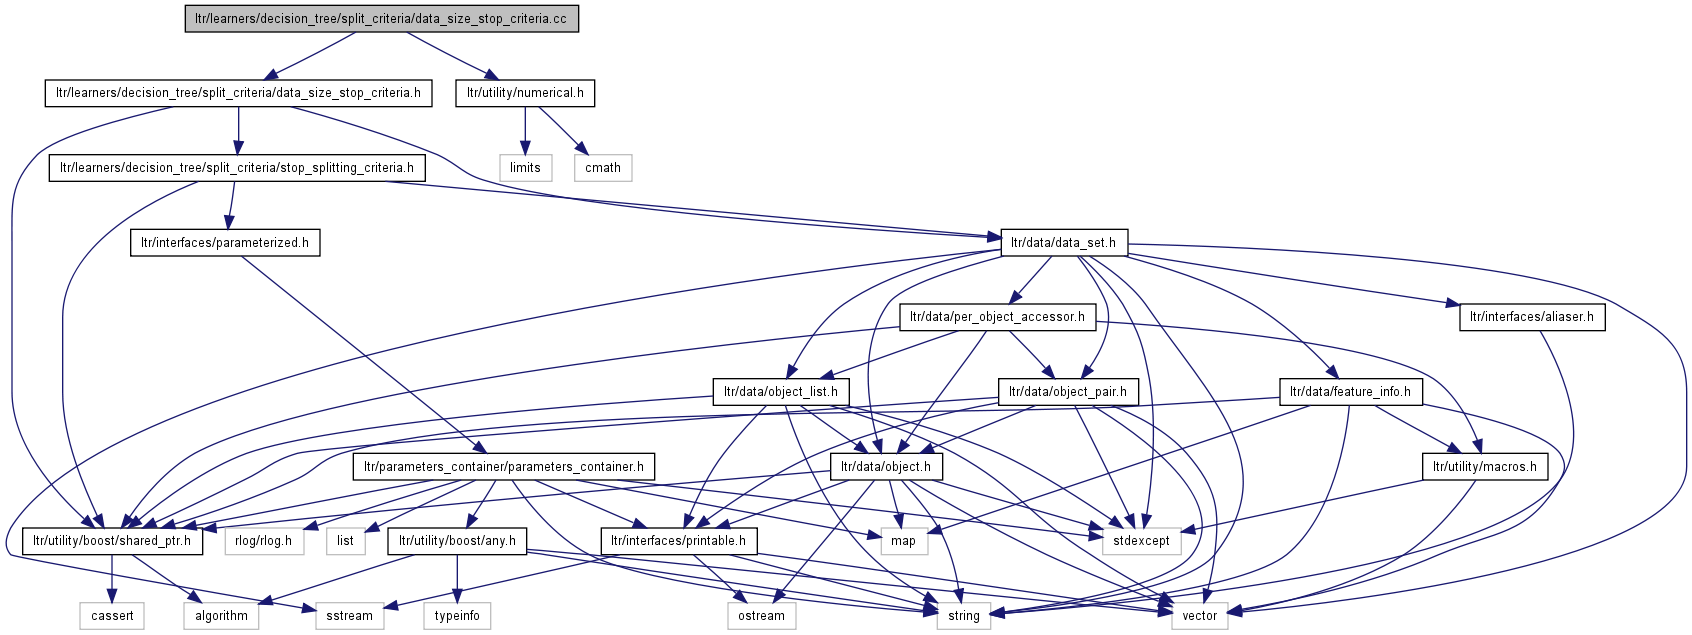 ltr/learners/decision_tree/split_criteria/data_size_stop_criteria.cc
ltr/learners/decision_tree/split_criteria/data_size_stop_criteria.h
ltr/utility/numerical.h
ltr/learners/decision_tree/split_criteria/stop_splitting_criteria.h
limits
cmath
ltr/interfaces/parameterized.h
ltr/data/data_set.h
ltr/data/per_object_accessor.h
ltr/interfaces/aliaser.h
ltr/data/object_list.h
ltr/data/object_pair.h
ltr/data/feature_info.h
ltr/parameters_container/parameters_container.h
ltr/data/object.h
ltr/utility/macros.h
ltr/utility/boost/shared_ptr.h
rlog/rlog.h
list
ltr/utility/boost/any.h
ltr/interfaces/printable.h
map
stdexcept
cassert
algorithm
sstream
typeinfo
ostream
string
vector